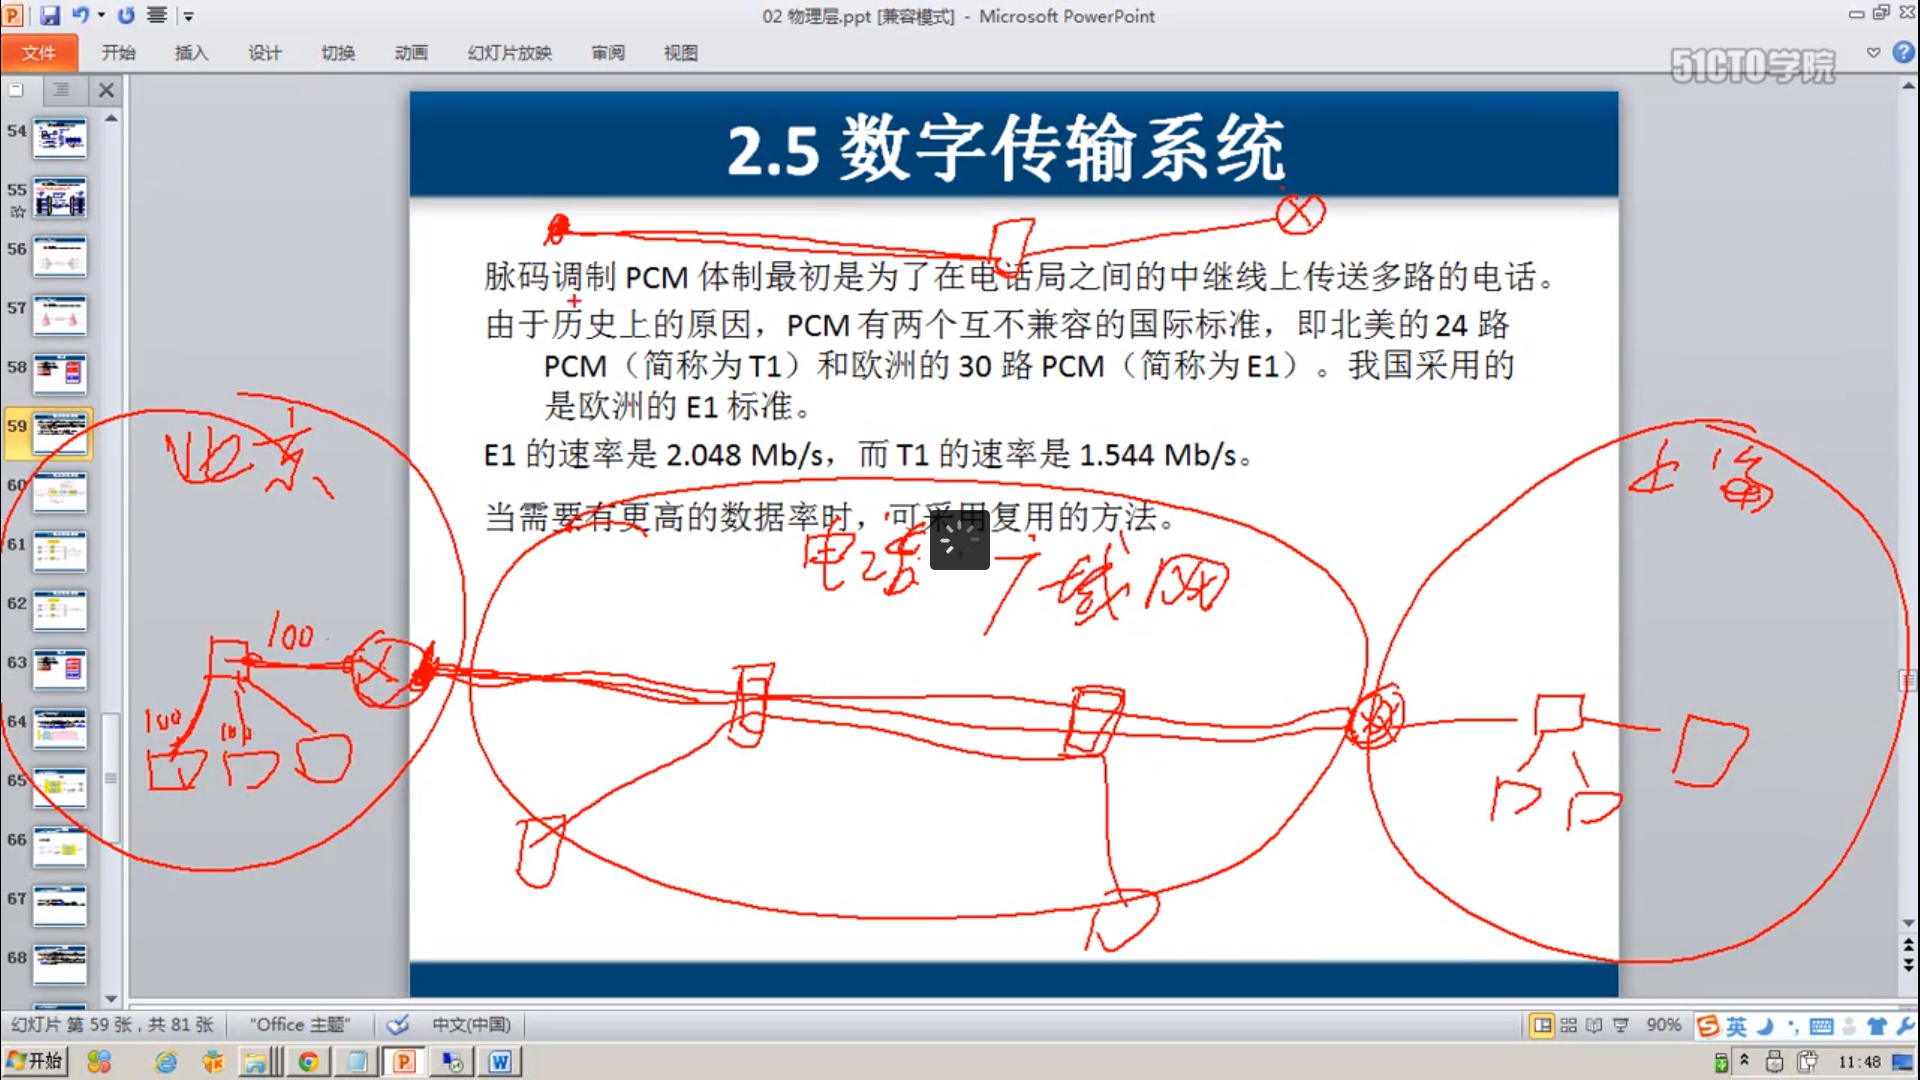 02 物理层.ppt [兼容模式] - Microsoft PowerPoint
文件 开始 插入 设计 切换 动画 幻灯片放映 审阅 视图
51CTO学院
2.5 数字传输系统
脉码调制 PCM 体制最初是为了在电话局之间的中继线上传送多路的电话。
由于历史上的原因，PCM 有两个互不兼容的国际标准，即北美的 24 路
PCM（简称为 T1）和欧洲的 30 路 PCM（简称为 E1）。我国采用的
是欧洲的 E1 标准。
E1 的速率是 2.048 Mb/s，而 T1 的速率是 1.544 Mb/s。
当需要有更高的数据率时，可采用复用的方法。
北京
上海
电话 广域网
100
100
100
54
55
56
57
58
59
60
61
62
63
64
65
66
67
68
幻灯片 第 59 张，共 81 张 "Office 主题" 中文(中国) 90% 英
开始 11:48